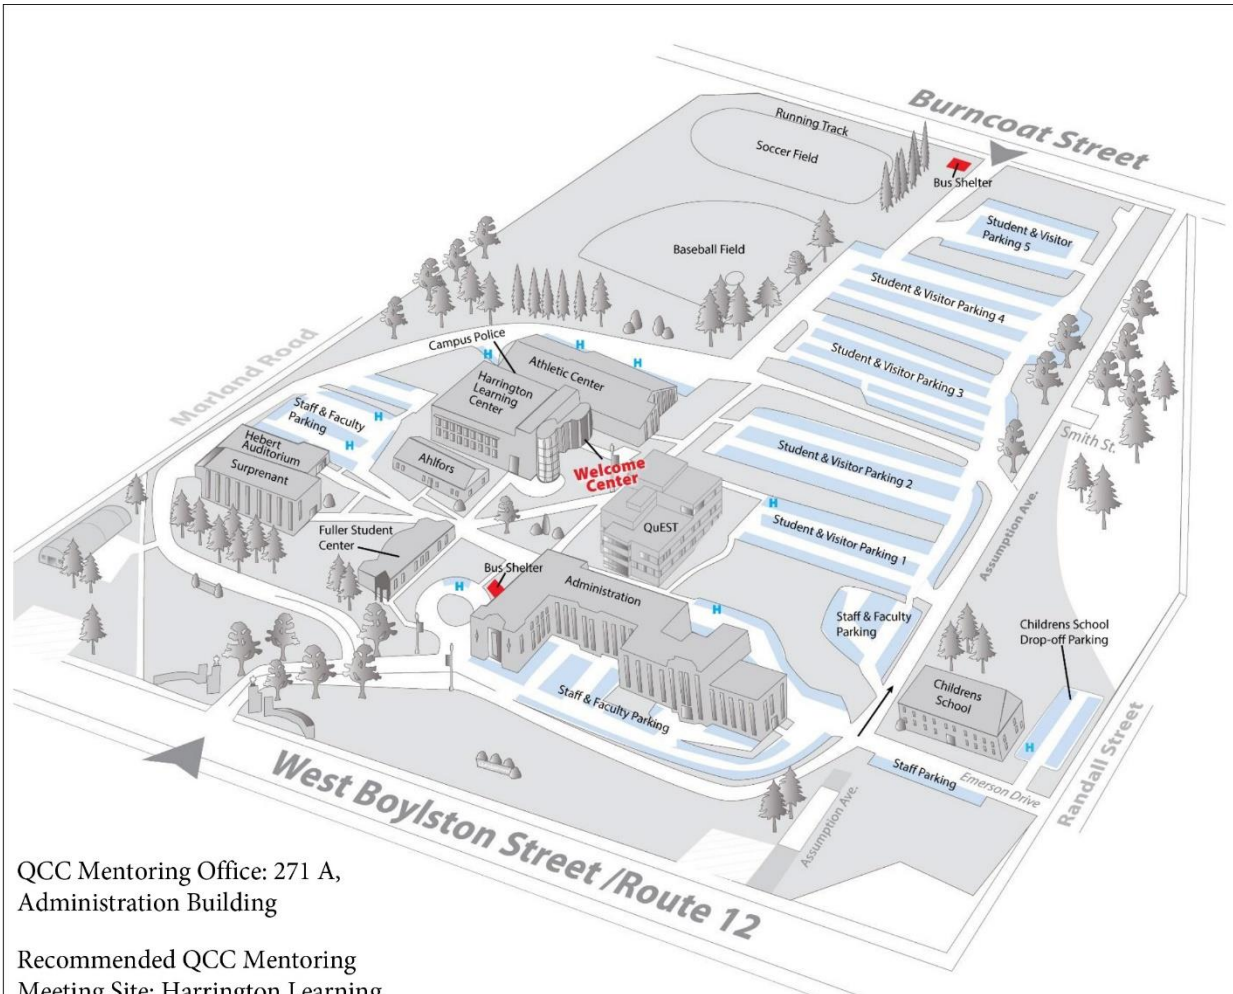 Burncoat Street
Running Track
Soccer Field
Bus Shelter
Student & Visitor
Parking 5
Baseball Field
Student & Visitor Parking 4
Marland Road
Campus Police
H
H
H
Athletic Center
Student & Visitor Parking 3
Harrington
Learning
Center
Staff & Faculty
Parking
H
H
Smith St.
Hebert
Auditorium
Surprenant
Ahlfors
Welcome
Center
Student & Visitor Parking 2
H
Fuller Student
Center
QuEST
Student & Visitor Parking 1
Assumption Ave.
Bus Shelter
H
Administration
H
Staff & Faculty
Parking
Childrens School
Drop-off Parking
Childrens
School
Staff & Faculty Parking
H
Staff Parking
Emerson Drive
Randall Street
West Boylston Street /Route 12
Assumption Ave.
QCC Mentoring Office: 271 A,
Administration Building
Recommended QCC Mentoring
Meeting Site: Harrington Learning